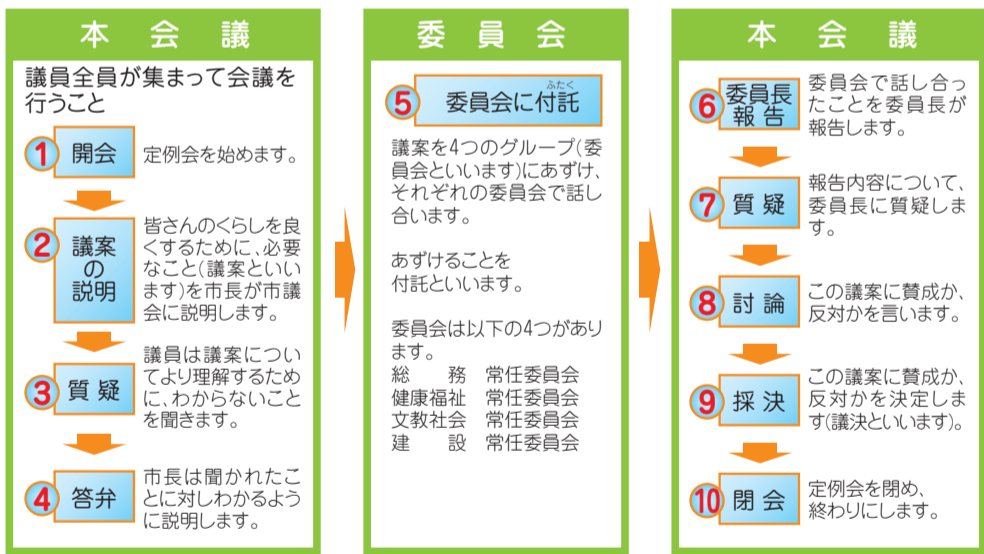 本会議
議員全員が集まって会議を
行うこと
1 開会
定例会を始めます。
2 議案
の
説明
皆さんのくらしを良
くするために、必要
なこと(議案といい
ます)を市長が市議
会に説明します。
3 質疑
議員は議案につい
てより理解するため
に、わからないこと
を聞きます。
4 答弁
市長は聞かれたこ
とに対しわかるよう
に説明します。
委員会
ふたく
5 委員会に付託
議案を4つのグループ(委
員会といいます)にあずけ、
それぞれの委員会で話し
合います。
あずけることを
付託といいます。
委員会は以下の4つがあり
ます。
総務 常任委員会
健康福祉 常任委員会
文教社会 常任委員会
建設 常任委員会
本会議
6 委員長
報告
委員会で話し合っ
たことを委員長が
報告します。
7 質疑
報告内容について、
委員長に質疑しま
す。
8 討論
この議案に賛成か、
反対かを言います。
9 採決
この議案に賛成か、
反対かを決定しま
す(議決といいます)。
10 閉会
定例会を閉め、
終わりにします。